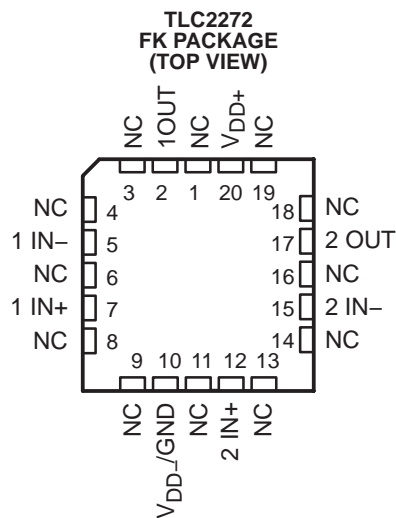 TLC2272
FK PACKAGE
(TOP VIEW)
NC
1OUT
NC
VDD+
NC
3 2 1 20 19
NC 4
1 IN− 5
NC 6
1 IN+ 7
NC 8
18 NC
17 2 OUT
16 NC
15 2 IN−
14 NC
9 10 11 12 13
NC
VDD−/GND
NC
2 IN+
NC